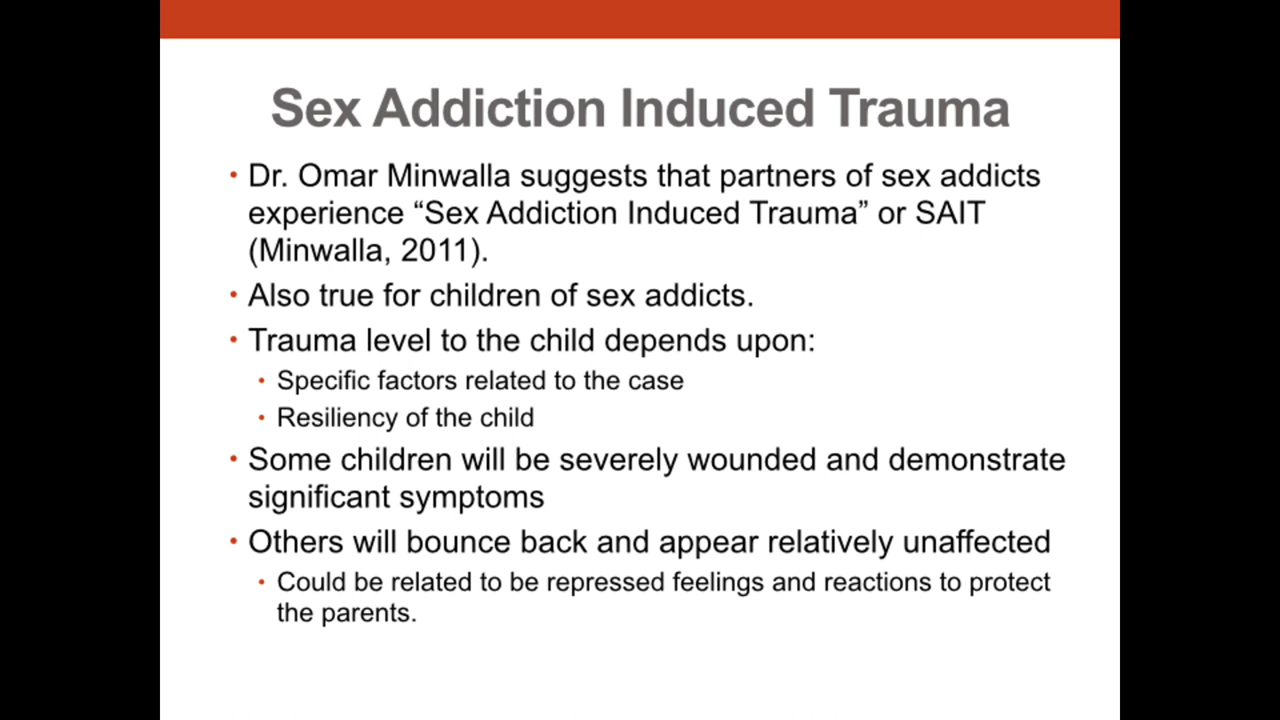 Sex Addiction Induced Trauma
• Dr. Omar Minwalla suggests that partners of sex addicts
experience “Sex Addiction Induced Trauma” or SAIT
(Minwalla, 2011).
• Also true for children of sex addicts.
• Trauma level to the child depends upon:
• Specific factors related to the case
• Resiliency of the child
• Some children will be severely wounded and demonstrate
significant symptoms
• Others will bounce back and appear relatively unaffected
• Could be related to be repressed feelings and reactions to protect
the parents.